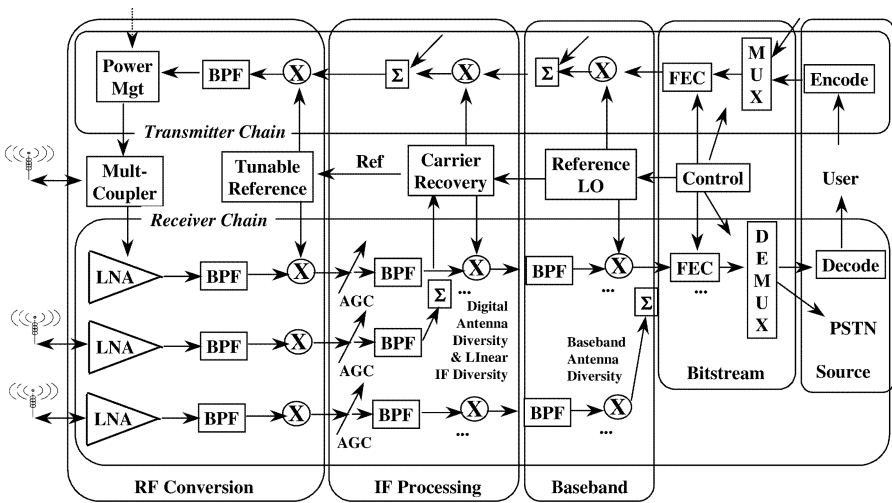 Power
Mgt
BPF
X
Σ
X
Σ
X
FEC
MUX
Encode
Transmitter Chain
Mult-
Coupler
Tunable
Reference
Ref
Carrier
Recovery
Reference
LO
Control
User
Receiver Chain
LNA
BPF
X
AGC
BPF
X
...
BPF
X
...
FEC
...
DEMUX
Decode
Σ
Σ
Digital
Antenna
Diversity
& LInear
IF Diversity
Baseband
Antenna
Diversity
PSTN
LNA
BPF
X
AGC
BPF
Bitstream
Source
LNA
BPF
X
AGC
BPF
X
...
BPF
X
...
RF Conversion
IF Processing
Baseband